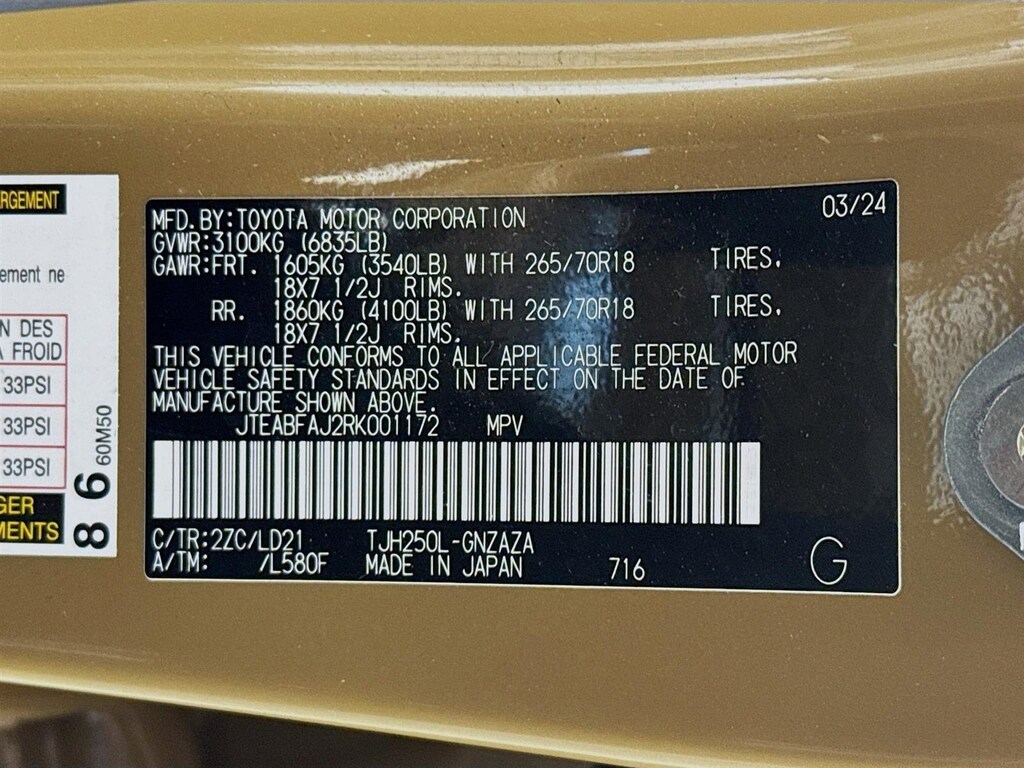 RGEMENT
ement ne
N DES
A FROID
33PSI
33PSI
33PSI
GER
MENTS
60M50
86
03/24
MFD.BY:TOYOTA MOTOR CORPORATION
GVWR:3100KG (6835LB)
GAWR:FRT. 1605KG (3540LB) WITH 265/70R18 TIRES,
18X7 1/2J RIMS.
RR. 1860KG (4100LB) WITH 265/70R18 TIRES,
18X7 1/2J RIMS.
THIS VEHICLE CONFORMS TO ALL APPLICABLE FEDERAL MOTOR
VEHICLE SAFETY STANDARDS IN EFFECT ON THE DATE OF
MANUFACTURE SHOWN ABOVE.
JTEABFAJ2RK001172 MPV
C/TR:2ZC/LD21 TJH250L-GNZAZA
A/TM: /L580F MADE IN JAPAN 716
G